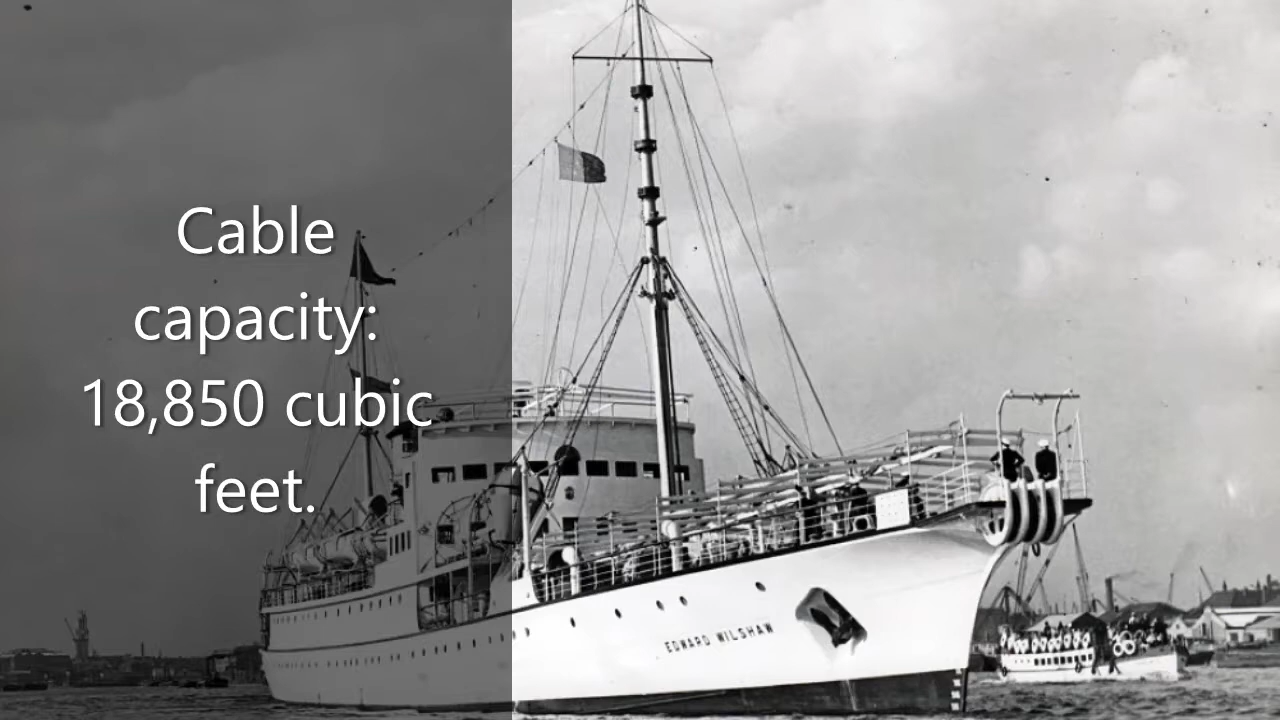 Cable
capacity:
18,850 cubic
feet.
EDWARD WILSHAW